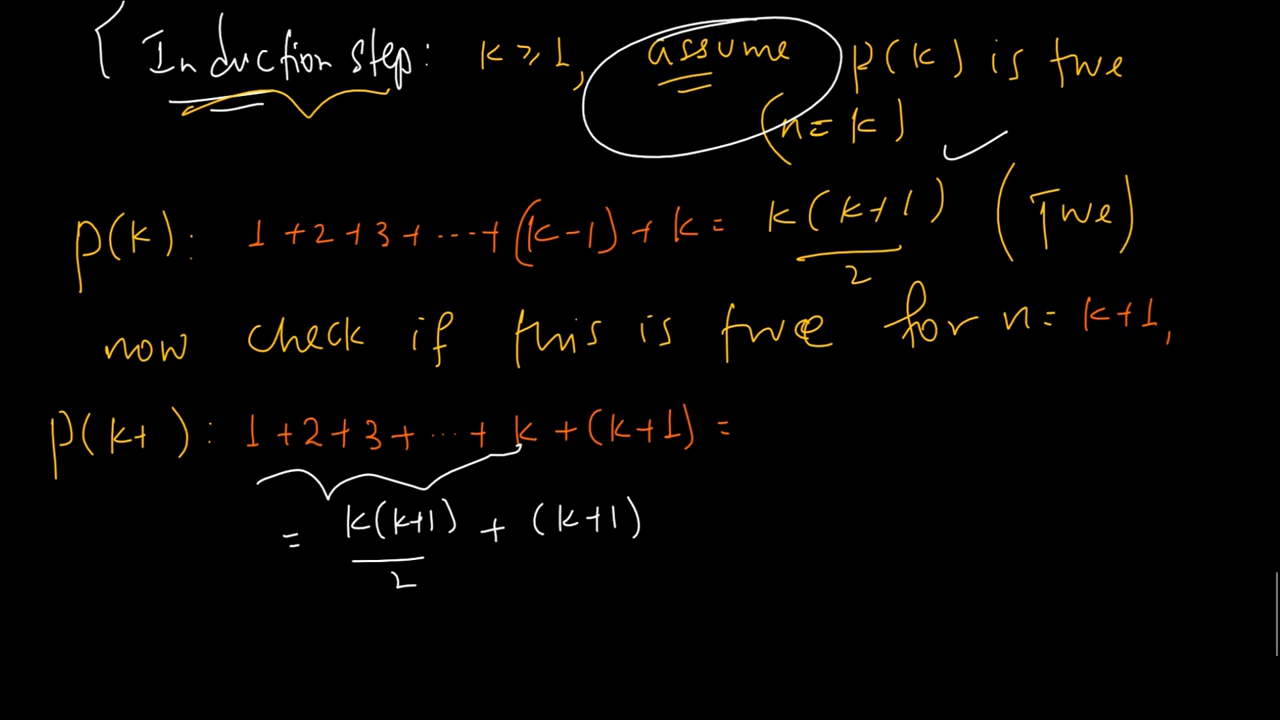 Induction step: k ⩾ 1, assume P(k) is true
(n = k)
P(k): 1 + 2 + 3 + ... + (k-1) + k = k(k+1)/2 (True)
now check if this is true for n = k+1,
P(k+ ): 1 + 2 + 3 + ... + k + (k+1) =
= k(k+1)/2 + (k+1)